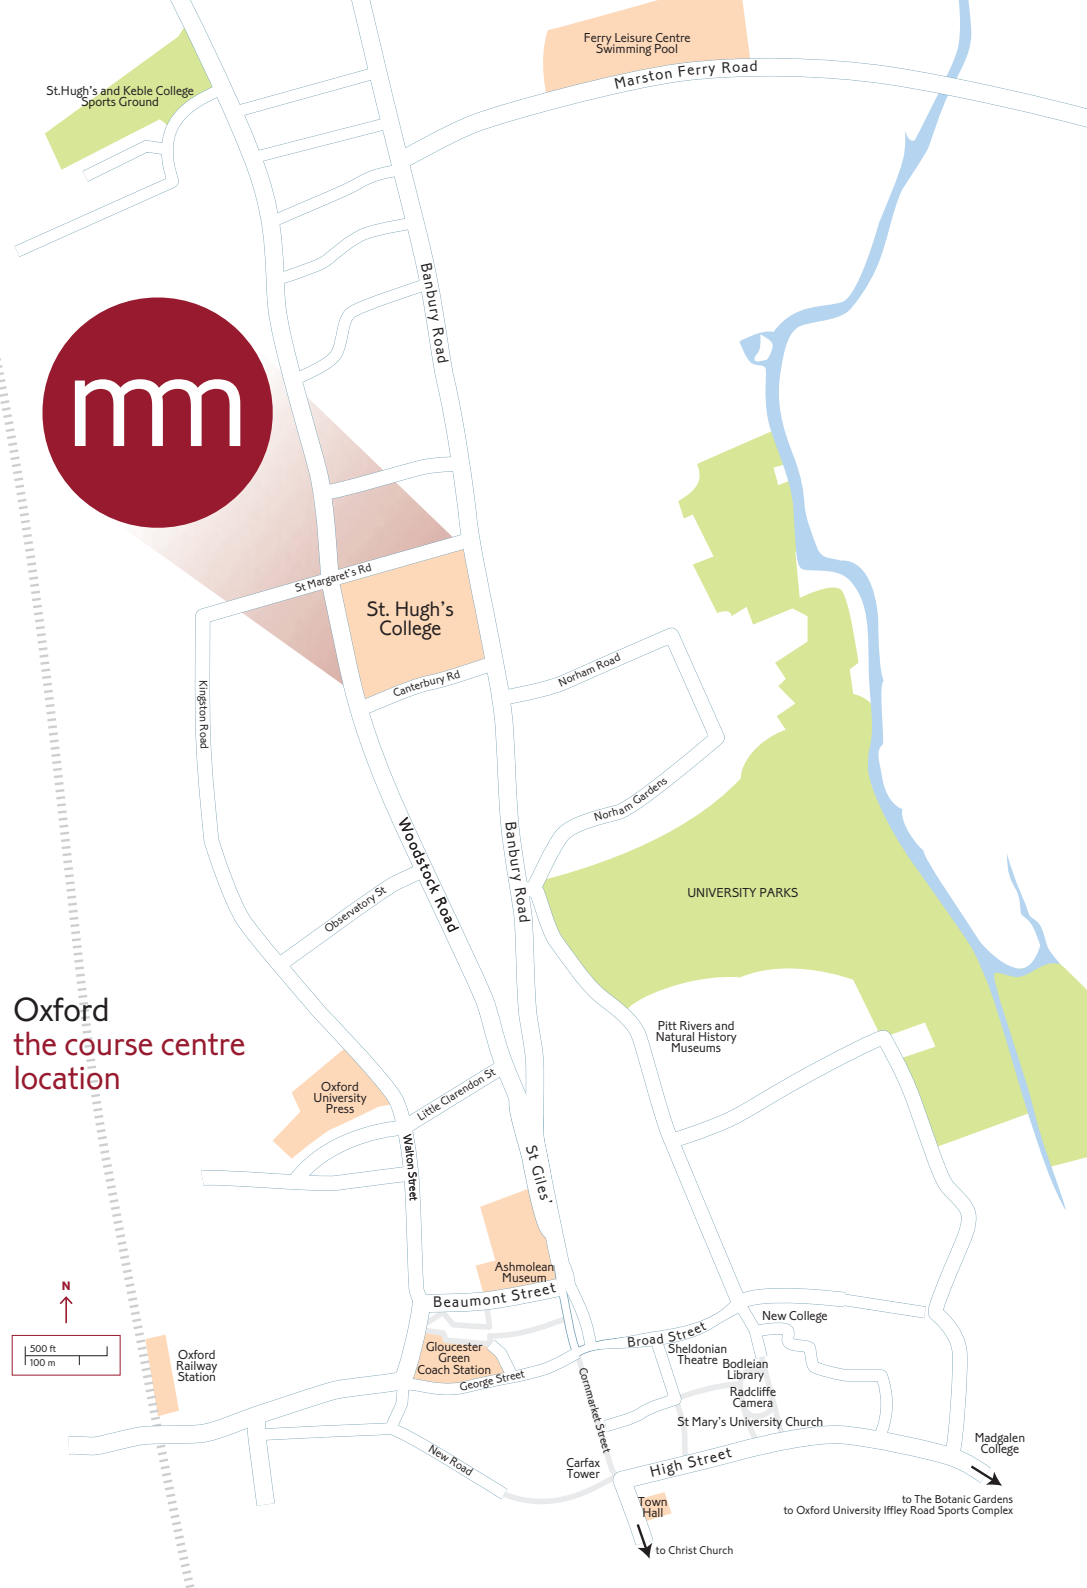 Ferry Leisure Centre
Swimming Pool
Marston Ferry Road
St.Hugh's and Keble College
Sports Ground
Banbury Road
mm
St Margaret's Rd
St. Hugh's
College
Canterbury Rd
Norham Road
Kingston Road
Norham Gardens
Woodstock Road
Banbury Road
Observatory St
UNIVERSITY PARKS
Oxford
the course centre
location
Pitt Rivers and
Natural History
Museums
Oxford
University
Press
Little Clarendon St
Walton Street
St Giles'
Ashmolean
Museum
Beaumont Street
N
500 ft
100 m
Oxford
Railway
Station
Gloucester
Green
Coach Station
George Street
Broad Street
New College
Sheldonian
Theatre
Bodleian
Library
Radcliffe
Camera
Cornmarket Street
St Mary's University Church
New Road
Carfax
Tower
High Street
Madgalen
College
Town
Hall
to The Botanic Gardens
to Oxford University Iffley Road Sports Complex
to Christ Church